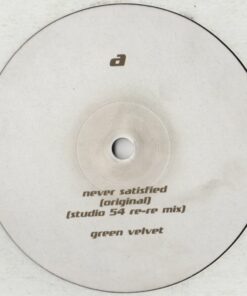 a
never satisfied
(original)
(studio 54 re-re mix)
green velvet